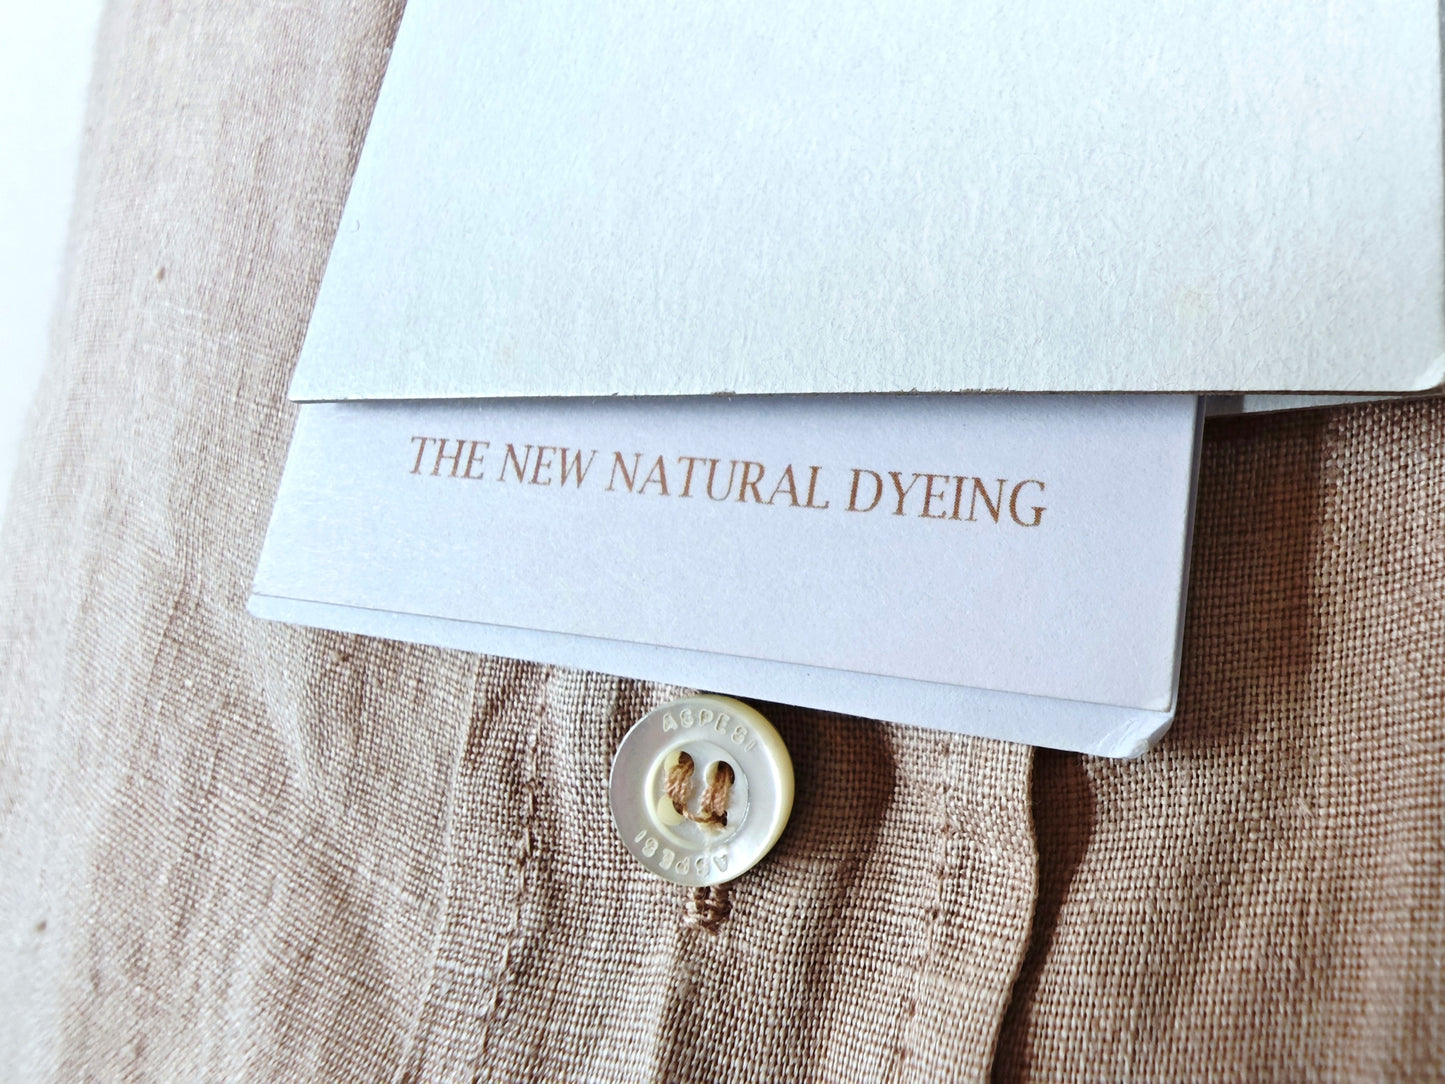 THE NEW NATURAL DYEING
ASPESI
ASPESI